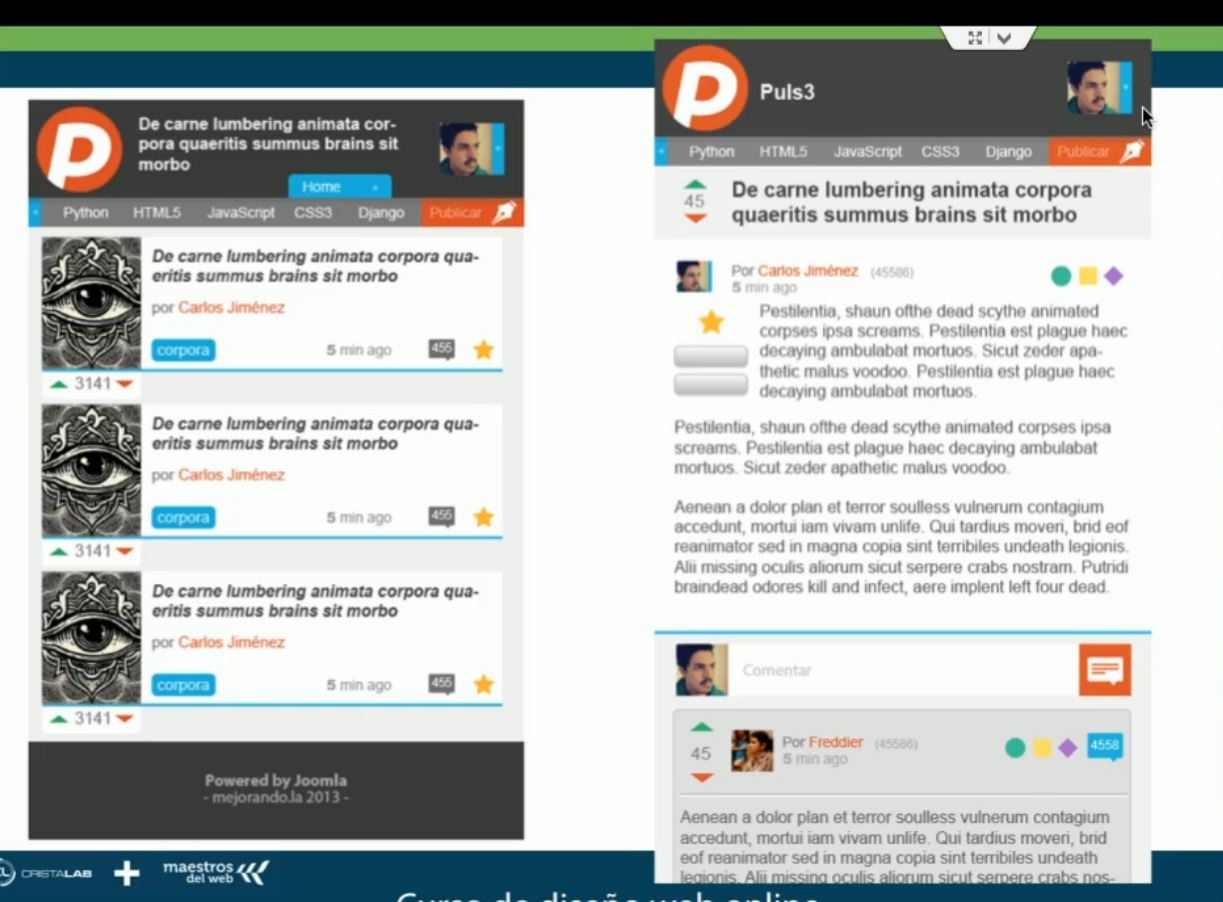 De carne lumbering animata cor-
pora quaeritis summus brains sit
morbo
Home
Python HTML5 JavaScript CSS3 Django Publicar
De carne lumbering animata corpora qua-
eritis summus brains sit morbo
por Carlos Jiménez
corpora 5 min ago 455
3141
De carne lumbering animata corpora qua-
eritis summus brains sit morbo
por Carlos Jiménez
corpora 5 min ago 455
3141
De carne lumbering animata corpora qua-
eritis summus brains sit morbo
por Carlos Jiménez
corpora 5 min ago 455
3141
Powered by Joomla
- mejorando.la 2013 -
Puls3
Python HTML5 JavaScript CSS3 Django Publicar
45
De carne lumbering animata corpora
quaeritis summus brains sit morbo
Por Carlos Jiménez (45586)
5 min ago
Pestilentia, shaun ofthe dead scythe animated
corpses ipsa screams. Pestilentia est plague haec
decaying ambulabat mortuos. Sicut zeder apa-
thetic malus voodoo. Pestilentia est plague haec
decaying ambulabat mortuos.
Pestilentia, shaun ofthe dead scythe animated corpses ipsa
screams. Pestilentia est plague haec decaying ambulabat
mortuos. Sicut zeder apathetic malus voodoo.
Aenean a dolor plan et terror soulless vulnerum contagium
accedunt, mortui iam vivam unlife. Qui tardius moveri, brid eof
reanimator sed in magna copia sint terribiles undeath legionis.
Alii missing oculis aliorum sicut serpere crabs nostram. Putridi
braindead odores kill and infect, aere implent left four dead.
Comentar
45
Por Freddier (45586)
5 min ago
4558
Aenean a dolor plan et terror soulless vulnerum contagium
accedunt, mortui iam vivam unlife. Qui tardius moveri, brid
eof reanimator sed in magna copia sint terribiles undeath
legionis. Alii missing oculis aliorum sicut serpere crabs nos-
CRISTALAB
maestros
del web
Curso de diseño web online